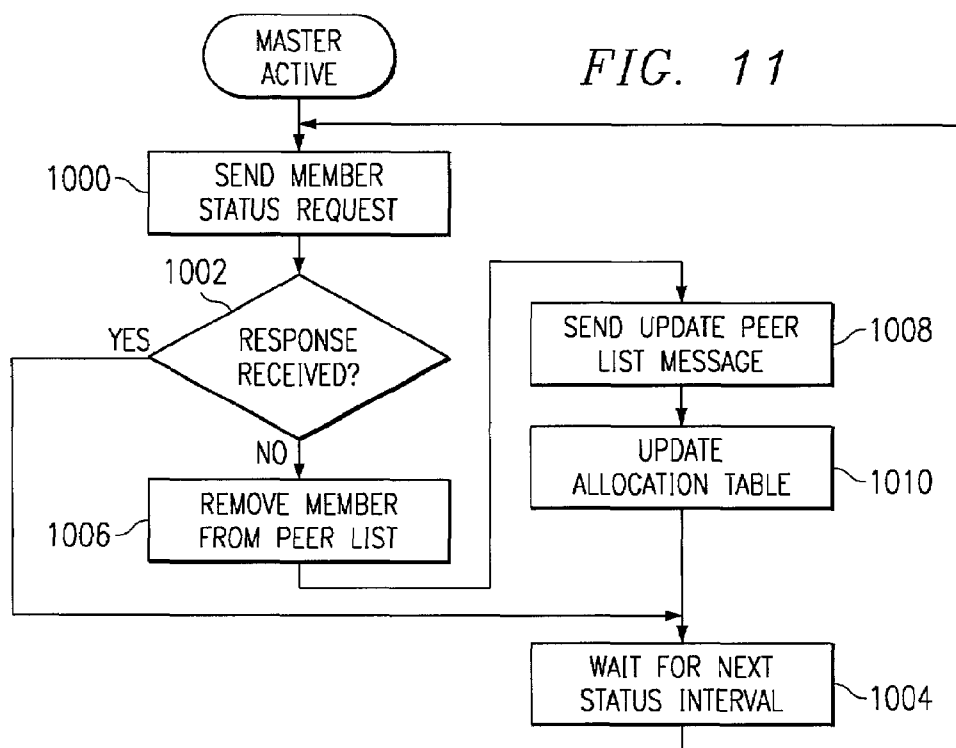 MASTER
ACTIVE
FIG. 11
1000
SEND MEMBER
STATUS REQUEST
1002
YES
RESPONSE
RECEIVED?
NO
1006
REMOVE MEMBER
FROM PEER LIST
SEND UPDATE PEER
LIST MESSAGE
1008
UPDATE
ALLOCATION TABLE
1010
WAIT FOR NEXT
STATUS INTERVAL
1004